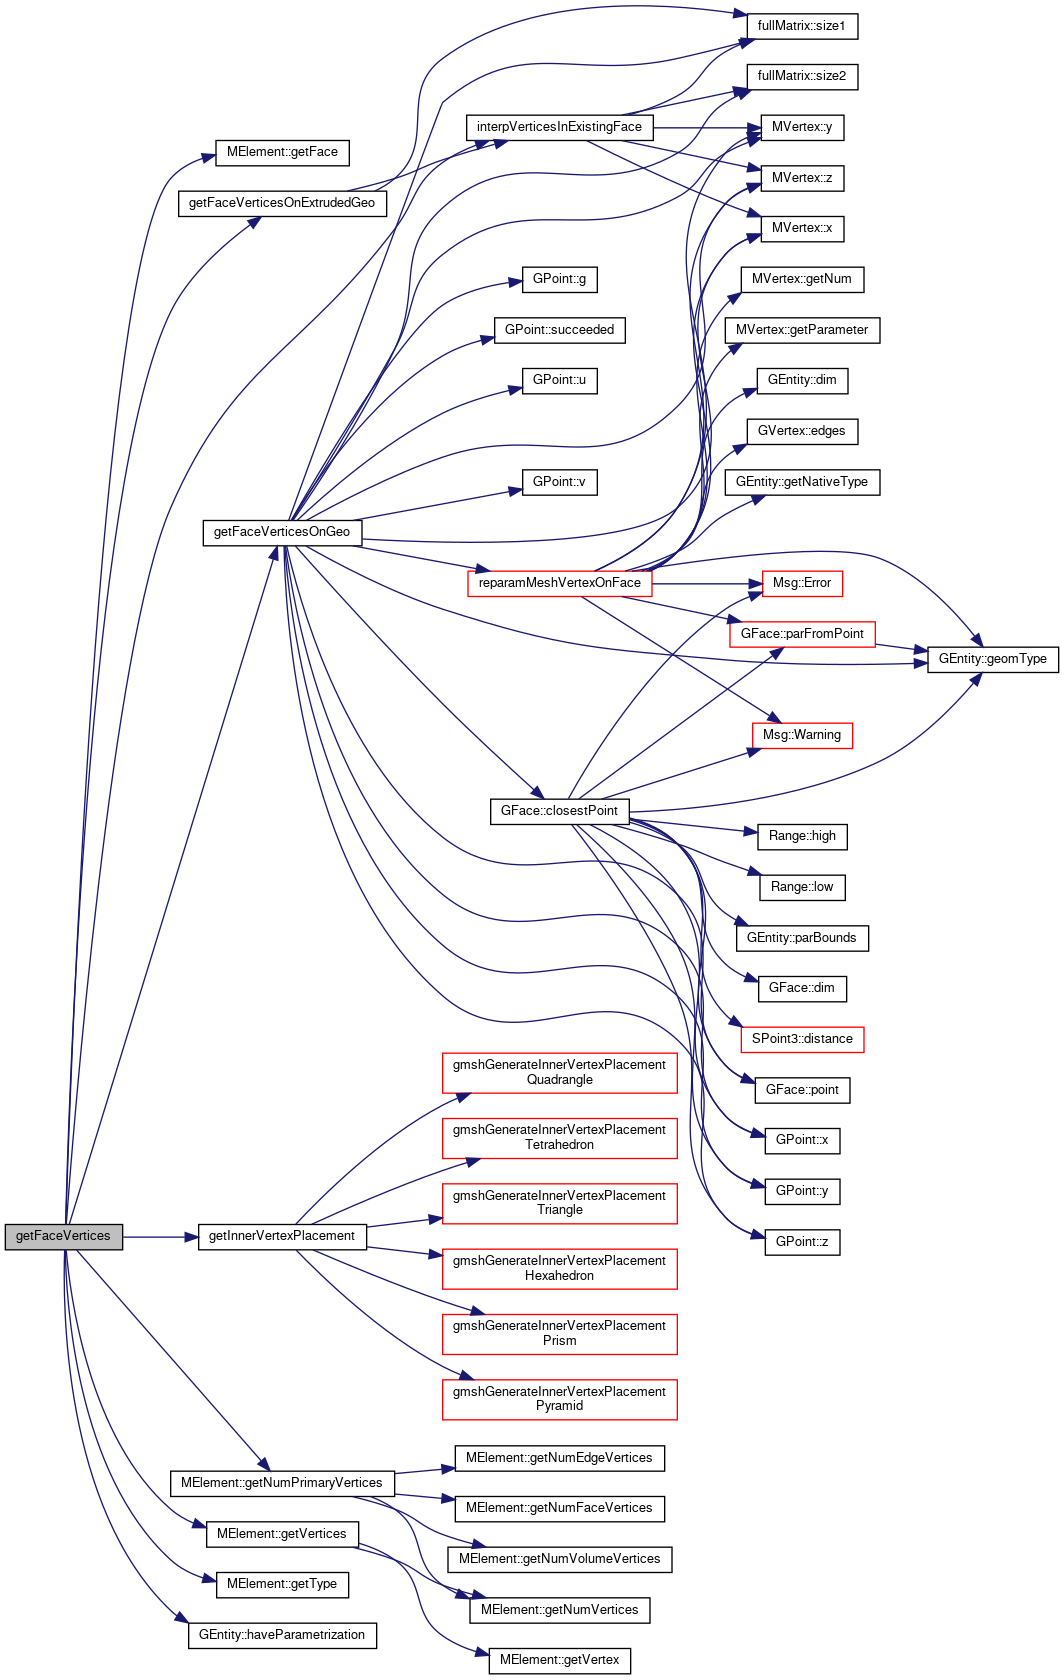 fullMatrix::size1
fullMatrix::size2
interpVerticesInExistingFace
MVertex::y
MElement::getFace
MVertex::z
getFaceVerticesOnExtrudedGeo
MVertex::x
GPoint::g
MVertex::getNum
GPoint::succeeded
MVertex::getParameter
GPoint::u
GEntity::dim
GVertex::edges
GPoint::v
GEntity::getNativeType
getFaceVerticesOnGeo
reparamMeshVertexOnFace
Msg::Error
GFace::parFromPoint
GEntity::geomType
Msg::Warning
GFace::closestPoint
Range::high
Range::low
GEntity::parBounds
GFace::dim
SPoint3::distance
gmshGenerateInnerVertexPlacement
Quadrangle
GFace::point
gmshGenerateInnerVertexPlacement
Tetrahedron
GPoint::x
gmshGenerateInnerVertexPlacement
Triangle
GPoint::y
getFaceVertices
getInnerVertexPlacement
GPoint::z
gmshGenerateInnerVertexPlacement
Hexahedron
gmshGenerateInnerVertexPlacement
Prism
gmshGenerateInnerVertexPlacement
Pyramid
MElement::getNumEdgeVertices
MElement::getNumPrimaryVertices
MElement::getNumFaceVertices
MElement::getVertices
MElement::getNumVolumeVertices
MElement::getType
MElement::getNumVertices
GEntity::haveParametrization
MElement::getVertex